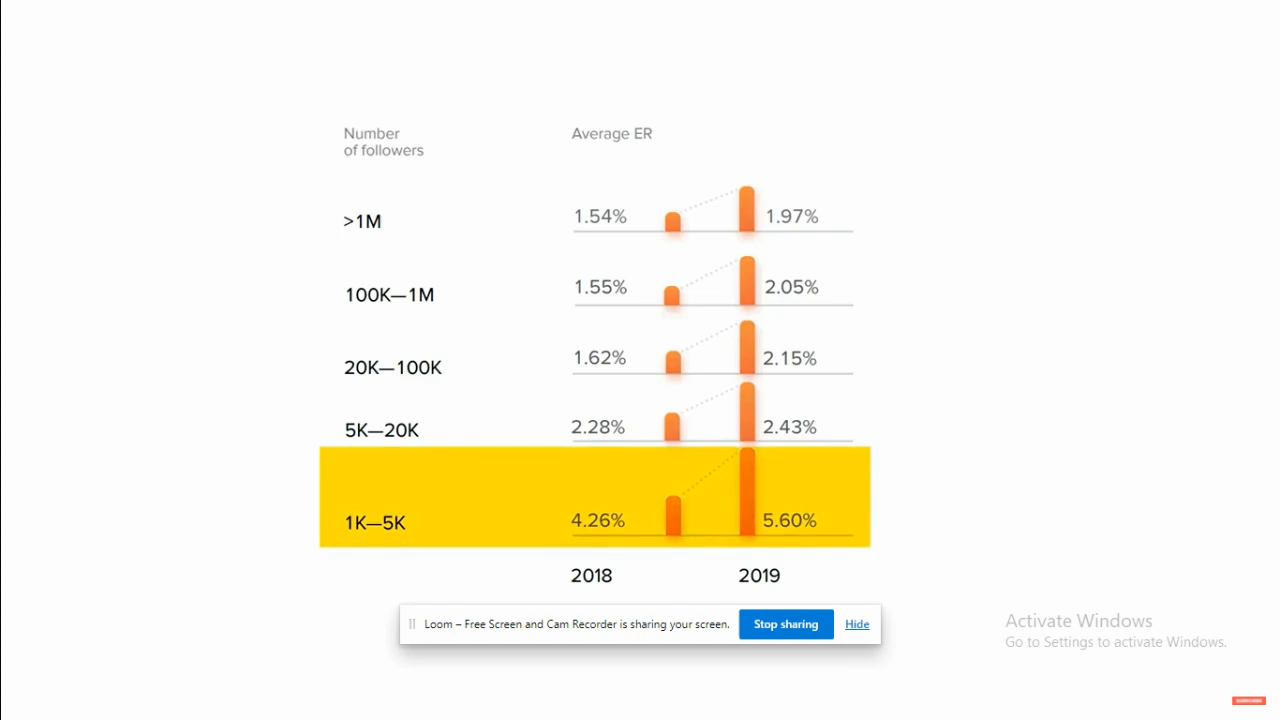 Number
of followers
Average ER
>1M
1.54%
1.97%
100K—1M
1.55%
2.05%
20K—100K
1.62%
2.15%
5K—20K
2.28%
2.43%
1K—5K
4.26%
5.60%
2018
2019
Loom – Free Screen and Cam Recorder is sharing your screen.
Stop sharing
Hide
Activate Windows
Go to Settings to activate Windows.